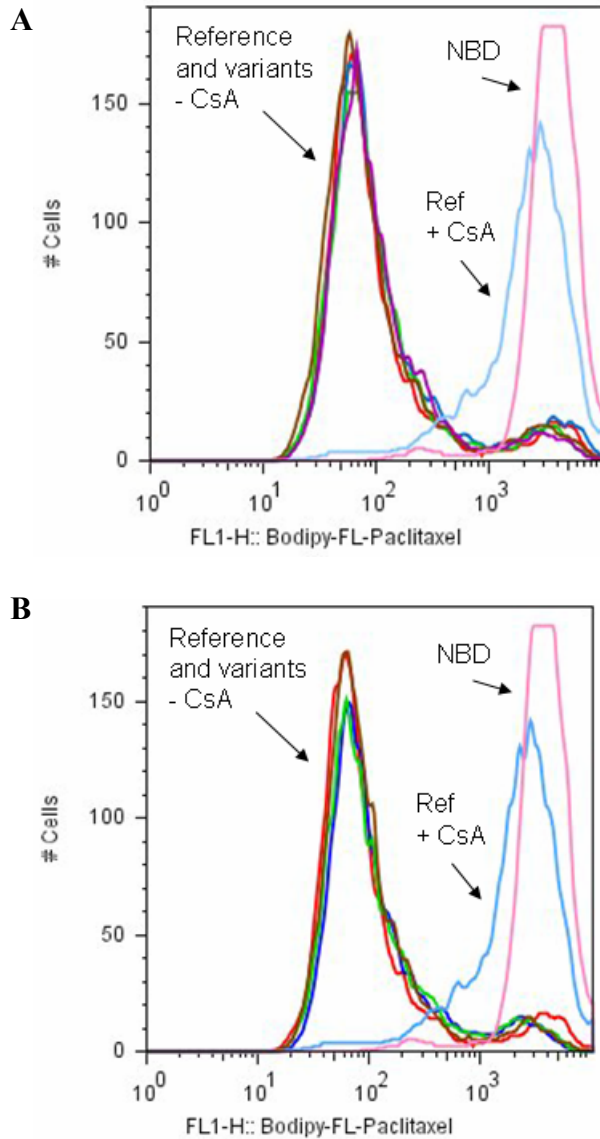 A
Reference
and variants
- CsA
NBD
Ref
+ CsA
# Cells
150
100
50
0
10^0
10^1
10^2
10^3
FL1-H:: Bodipy-FL-Paclitaxel
B
Reference
and variants
- CsA
NBD
Ref
+ CsA
# Cells
150
100
50
0
10^0
10^1
10^2
10^3
FL1-H:: Bodipy-FL-Paclitaxel